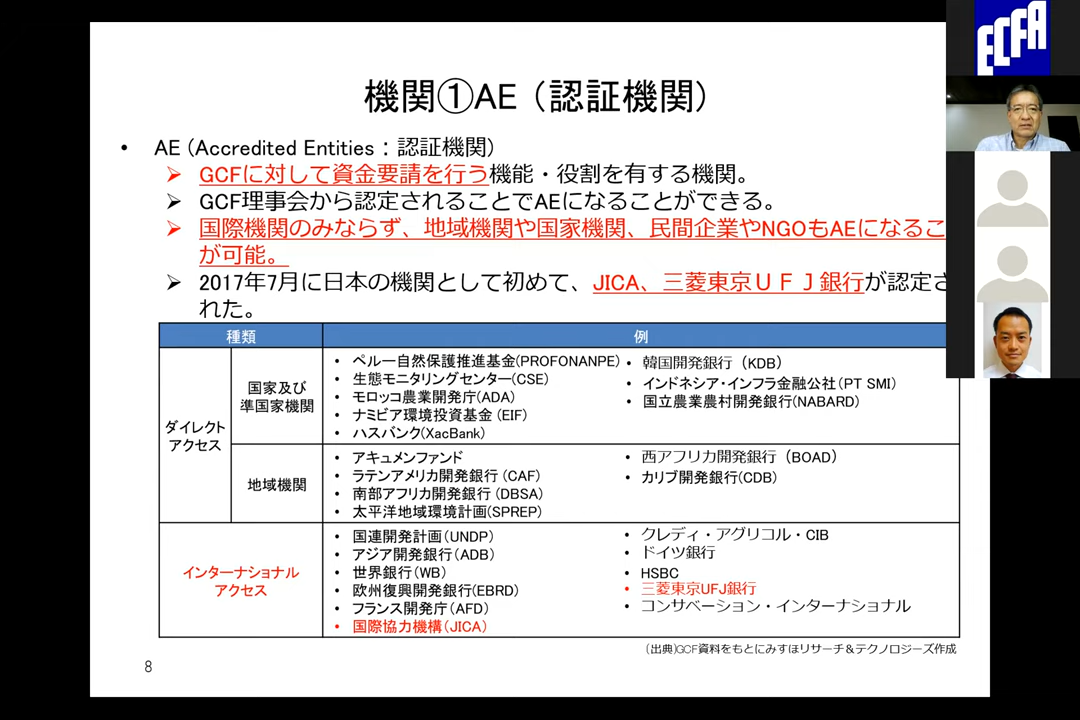 機関①AE（認証機関）
• AE (Accredited Entities：認証機関)
➢ GCFに対して資金要請を行う機能・役割を有する機関。
➢ GCF理事会から認定されることでAEになることができる。
➢ 国際機関のみならず、地域機関や国家機関、民間企業やNGOもAEになるこ
が可能。
➢ 2017年7月に日本の機関として初めて、JICA、三菱東京ＵＦＪ銀行が認定さ
れた。
種類
例
ダイレクト
アクセス
国家及び
準国家機関
• ペルー自然保護推進基金(PROFONANPE)
• 生態モニタリングセンター(CSE)
• モロッコ農業開発庁(ADA)
• ナミビア環境投資基金 (EIF)
• ハスバンク(XacBank)
• 韓国開発銀行（KDB）
• インドネシア・インフラ金融公社(PT SMI)
• 国立農業農村開発銀行(NABARD)
地域機関
• アキュメンファンド
• ラテンアメリカ開発銀行 (CAF)
• 南部アフリカ開発銀行 (DBSA)
• 太平洋地域環境計画(SPREP)
• 西アフリカ開発銀行（BOAD）
• カリブ開発銀行(CDB)
インターナショナル
アクセス
• 国連開発計画(UNDP)
• アジア開発銀行(ADB)
• 世界銀行(WB)
• 欧州復興開発銀行(EBRD)
• フランス開発庁(AFD)
• 国際協力機構(JICA)
• クレディ・アグリコル・CIB
• ドイツ銀行
• HSBC
• 三菱東京UFJ銀行
• コンサベーション・インターナショナル
(出典)GCF資料をもとにみずほリサーチ＆テクノロジーズ作成
8
ECFA